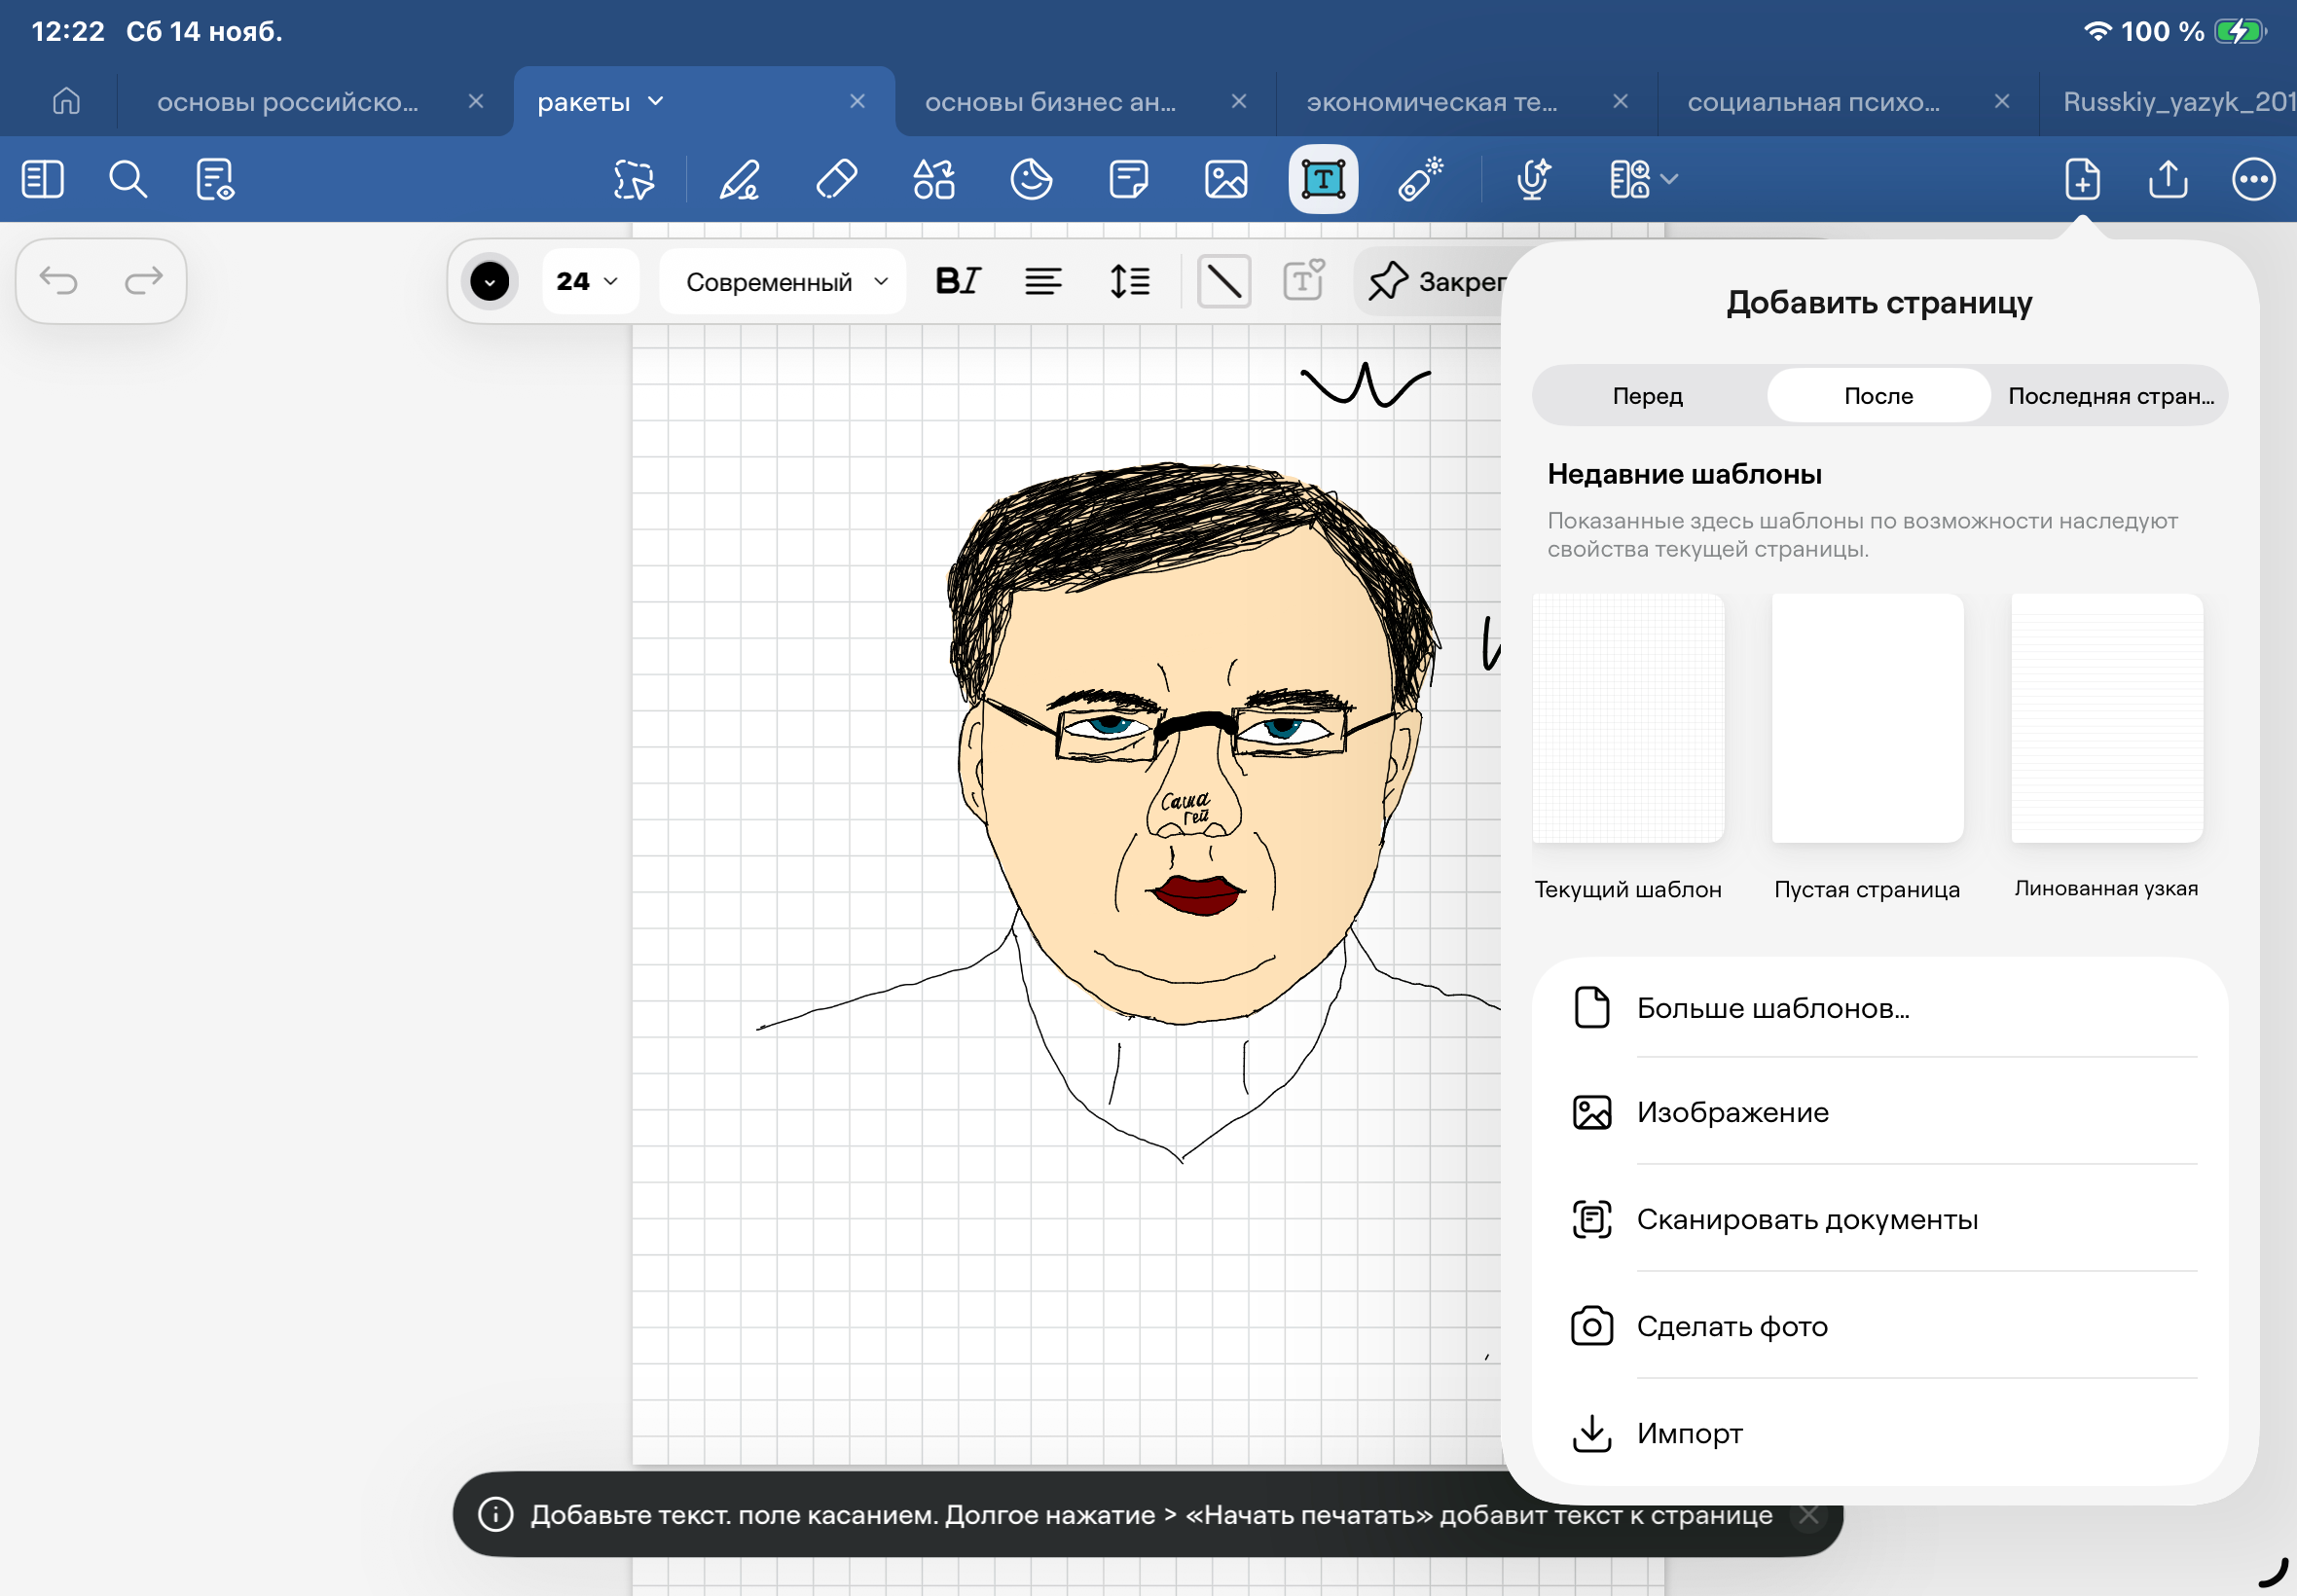 12:22 Сб 14 нояб.
100 %
основы российско...
ракеты
основы бизнес ан...
экономическая те...
социальная психо...
Russkiy_yazyk_201
24
Современный
BI
Закреп
Добавить страницу
Перед
После
Последняя стран...
Недавние шаблоны
Показанные здесь шаблоны по возможности наследуют
свойства текущей страницы.
Текущий шаблон
Пустая страница
Линованная узкая
Саша
гей
Больше шаблонов...
Изображение
Сканировать документы
Сделать фото
Импорт
Добавьте текст. поле касанием. Долгое нажатие > «Начать печатать» добавит текст к странице